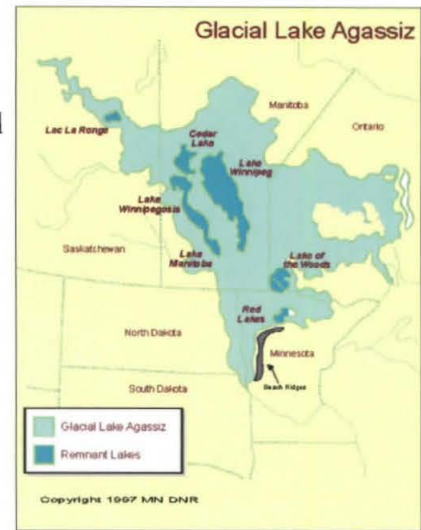 Glacial Lake Agassiz
Manitoba
Ontario
Lac La Ronge
Cedar
Lake
Lake
Winnipeg
Lake
Winnipegosis
Saskatchewan
Lake
Manitoba
Lake of
the Woods
Red
Lakes
North Dakota
Minnesota
Beach Ridges
South Dakota
Glacial Lake Agassiz
Remnant Lakes
Copyright 1997 MN DNR